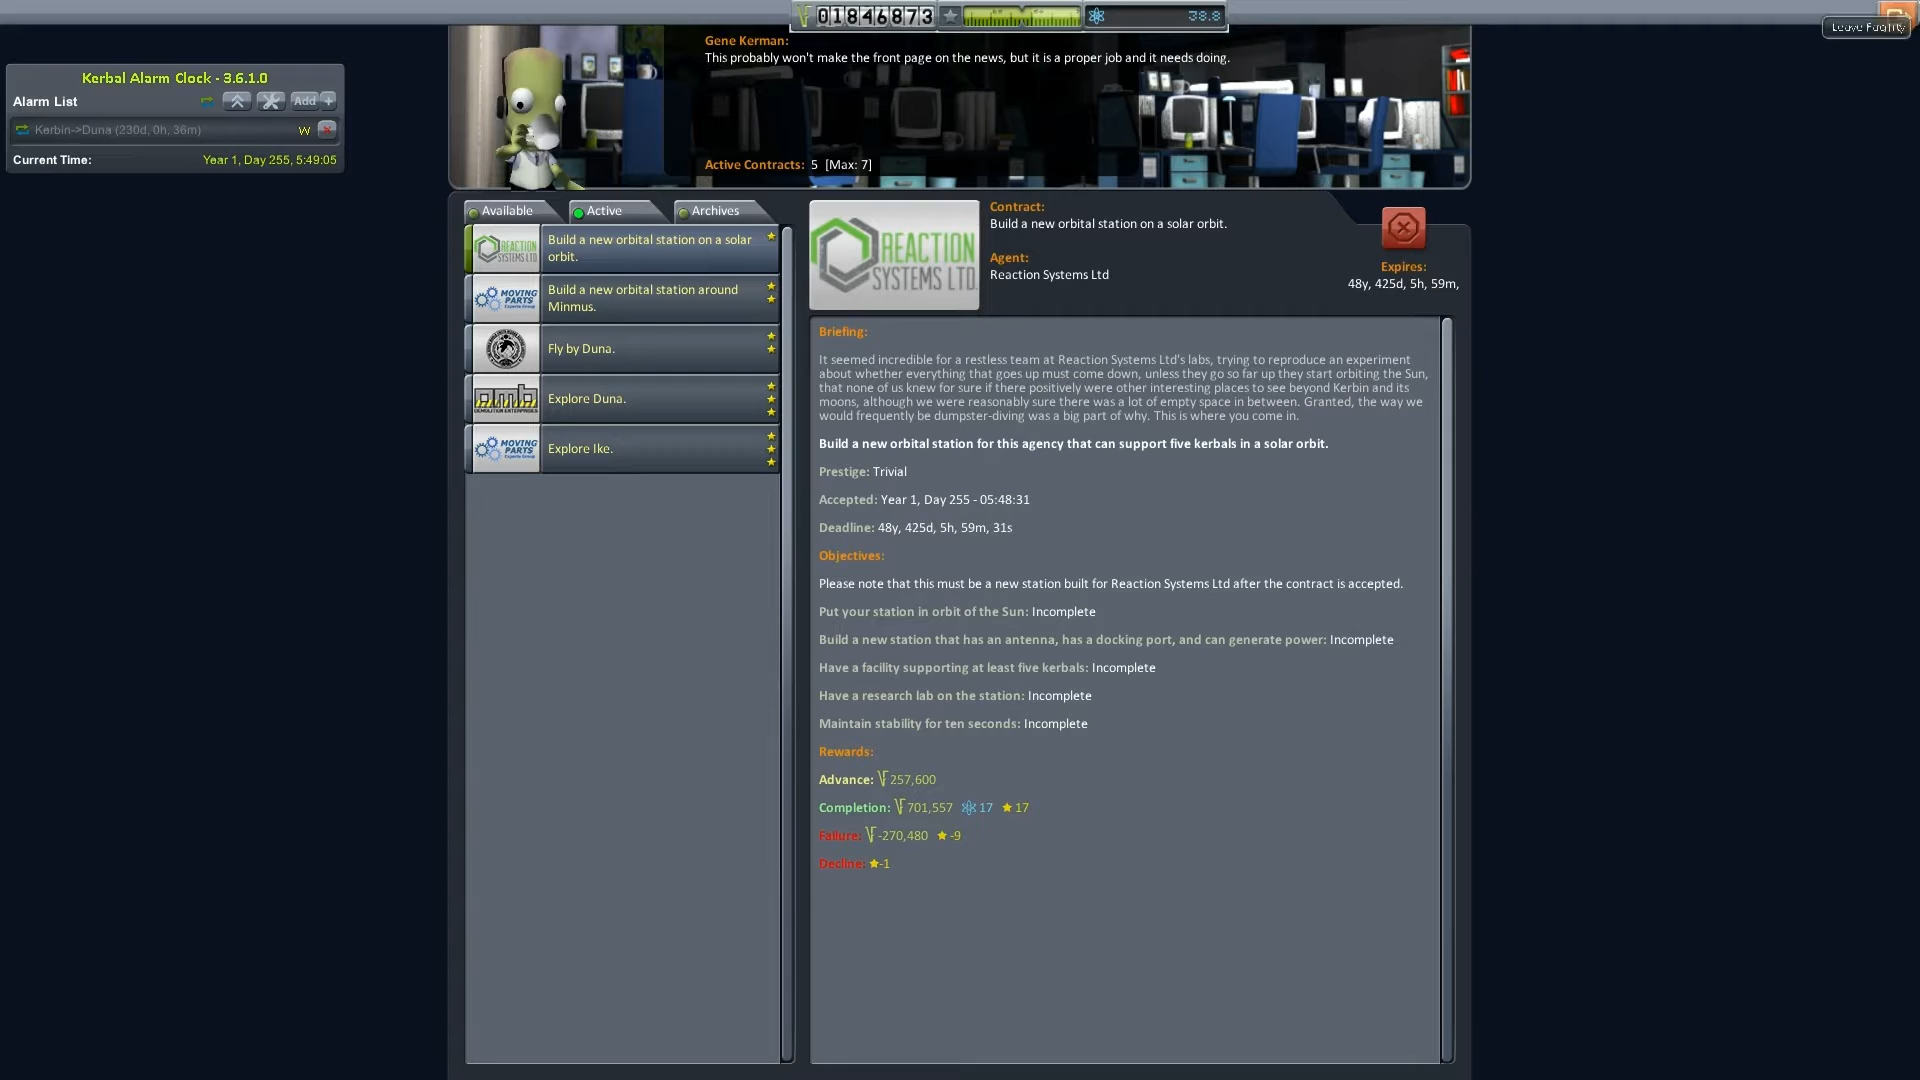 01846873
38.8
Leave Facility
Kerbal Alarm Clock - 3.6.1.0
Alarm List
Add +
Kerbin->Duna (230d, 0h, 36m)
W
Current Time: Year 1, Day 255, 5:49:05
Gene Kerman:
This probably won't make the front page on the news, but it is a proper job and it needs doing.
Active Contracts: 5 [Max: 7]
Available
Active
Archives
REACTION
SYSTEMS LTD.
Build a new orbital station on a solar
orbit.
MOVING
PARTS
Experts Group
Build a new orbital station around
Minmus.
Fly by Duna.
DEMOLITION ENTERPRISES
Explore Duna.
MOVING
PARTS
Experts Group
Explore Ike.
REACTION
SYSTEMS LTD.
Contract:
Build a new orbital station on a solar orbit.
Agent:
Reaction Systems Ltd
Expires:
48y, 425d, 5h, 59m,
Briefing:
It seemed incredible for a restless team at Reaction Systems Ltd's labs, trying to reproduce an experiment
about whether everything that goes up must come down, unless they go so far up they start orbiting the Sun,
that none of us knew for sure if there positively were other interesting places to see beyond Kerbin and its
moons, although we were reasonably sure there was a lot of empty space in between. Granted, the way we
would frequently be dumpster-diving was a big part of why. This is where you come in.
Build a new orbital station for this agency that can support five kerbals in a solar orbit.
Prestige: Trivial
Accepted: Year 1, Day 255 - 05:48:31
Deadline: 48y, 425d, 5h, 59m, 31s
Objectives:
Please note that this must be a new station built for Reaction Systems Ltd after the contract is accepted.
Put your station in orbit of the Sun: Incomplete
Build a new station that has an antenna, has a docking port, and can generate power: Incomplete
Have a facility supporting at least five kerbals: Incomplete
Have a research lab on the station: Incomplete
Maintain stability for ten seconds: Incomplete
Rewards:
Advance: 257,600
Completion: 701,557 17 17
Failure: -270,480 -9
Decline: -1